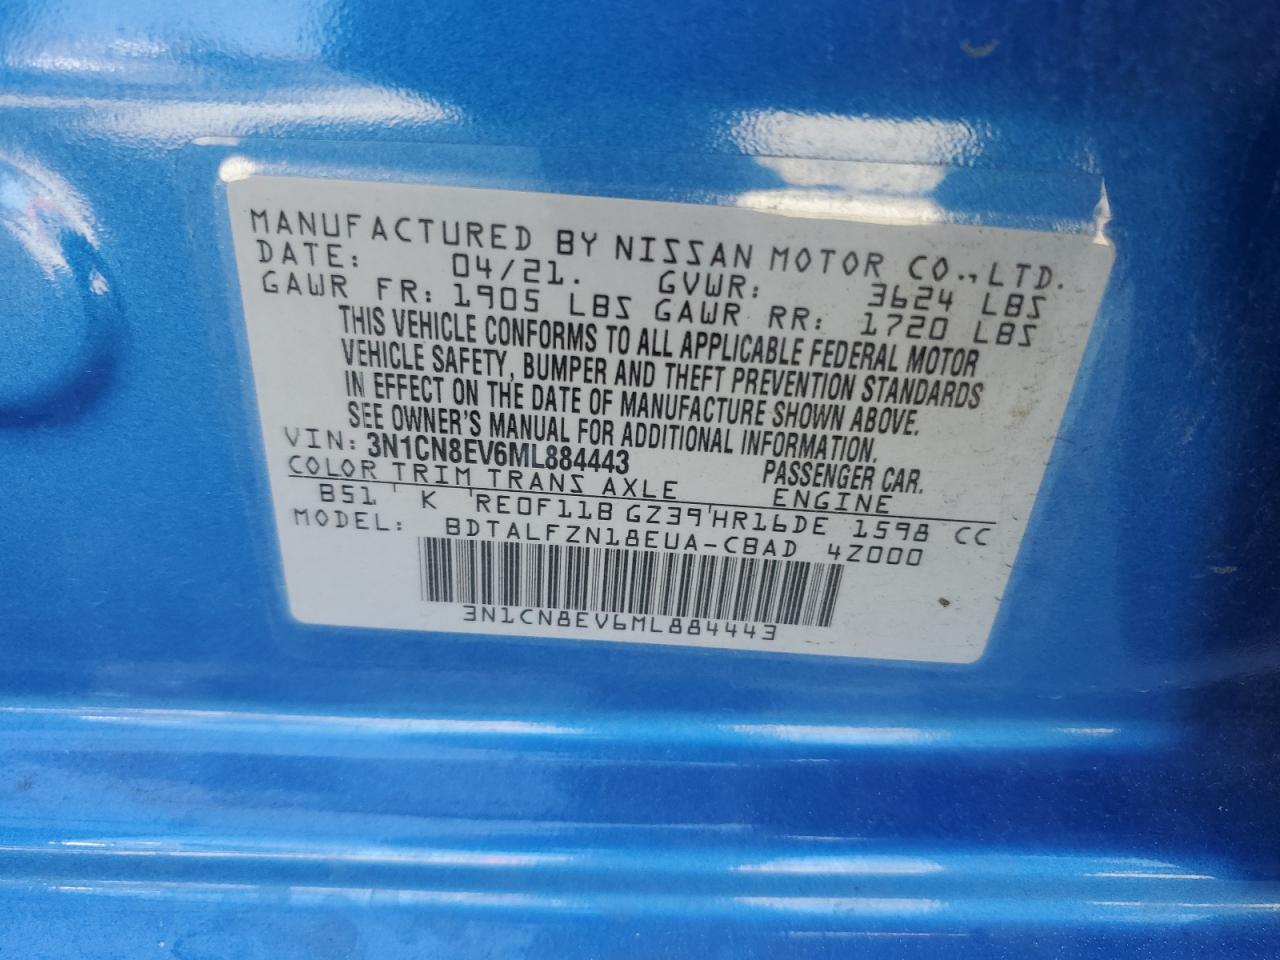 MANUFACTURED BY NISSAN MOTOR CO., LTD.
DATE: 04/21. GVWR: 3624 LBS
GAWR FR: 1905 LBS GAWR RR: 1720 LBS
THIS VEHICLE CONFORMS TO ALL APPLICABLE FEDERAL MOTOR
VEHICLE SAFETY, BUMPER AND THEFT PREVENTION STANDARDS
IN EFFECT ON THE DATE OF MANUFACTURE SHOWN ABOVE.
SEE OWNER'S MANUAL FOR ADDITIONAL INFORMATION.
VIN: 3N1CN8EV6ML884443 PASSENGER CAR.
COLOR TRIM TRANS AXLE ENGINE
B51 K RE0F11B GZ39 HR16DE 1598 CC
MODEL: BDTALFZN18EUA-CBAD 4Z000
3N1CN8EV6ML884443